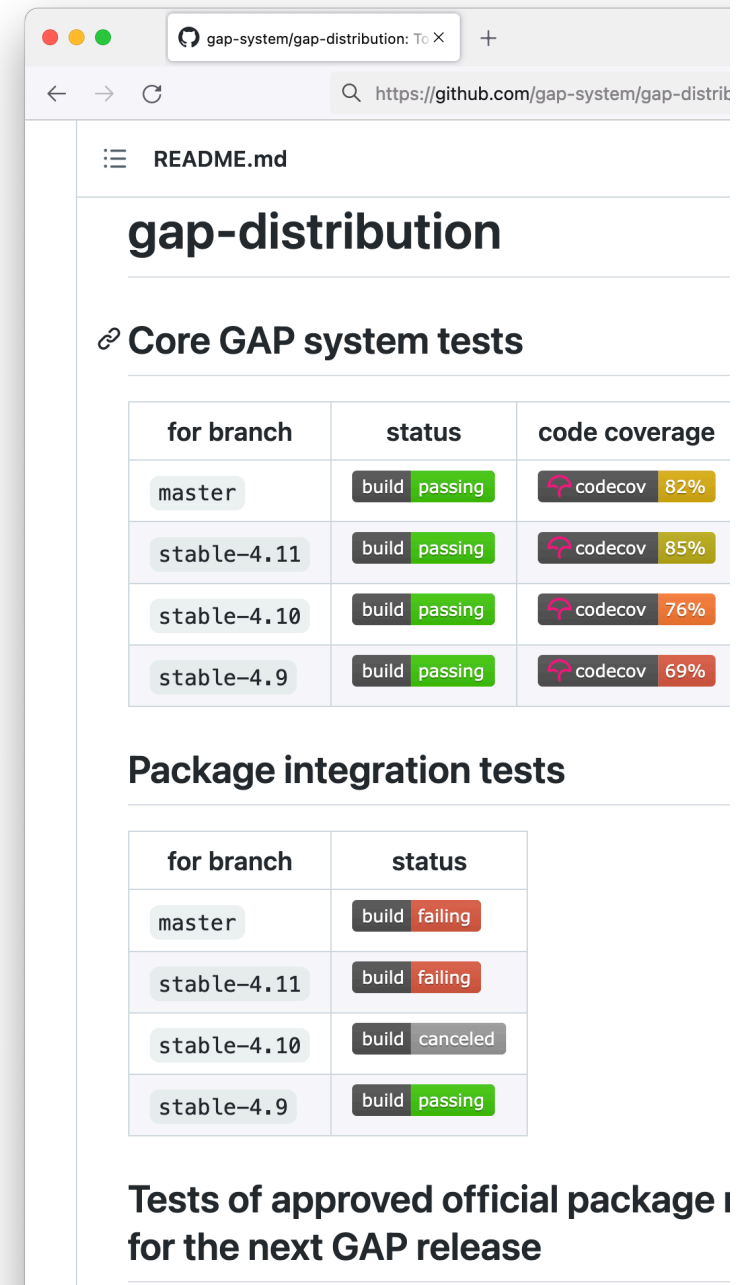 gap-system/gap-distribution: To
https://github.com/gap-system/gap-distrib
README.md
gap-distribution
Core GAP system tests
for branch status code coverage
master build passing codecov 82%
stable-4.11 build passing codecov 85%
stable-4.10 build passing codecov 76%
stable-4.9 build passing codecov 69%
Package integration tests
for branch status
master build failing
stable-4.11 build failing
stable-4.10 build canceled
stable-4.9 build passing
Tests of approved official package
for the next GAP release